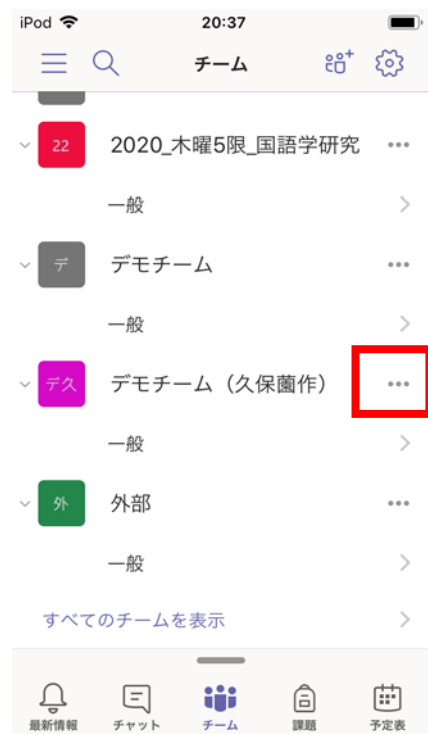 iPod 20:37
チーム
22 2020_木曜5限_国語学研究
一般
デ デモチーム
一般
デ久 デモチーム（久保薗作）
一般
外 外部
一般
すべてのチームを表示
最新情報 チャット チーム 課題 予定表